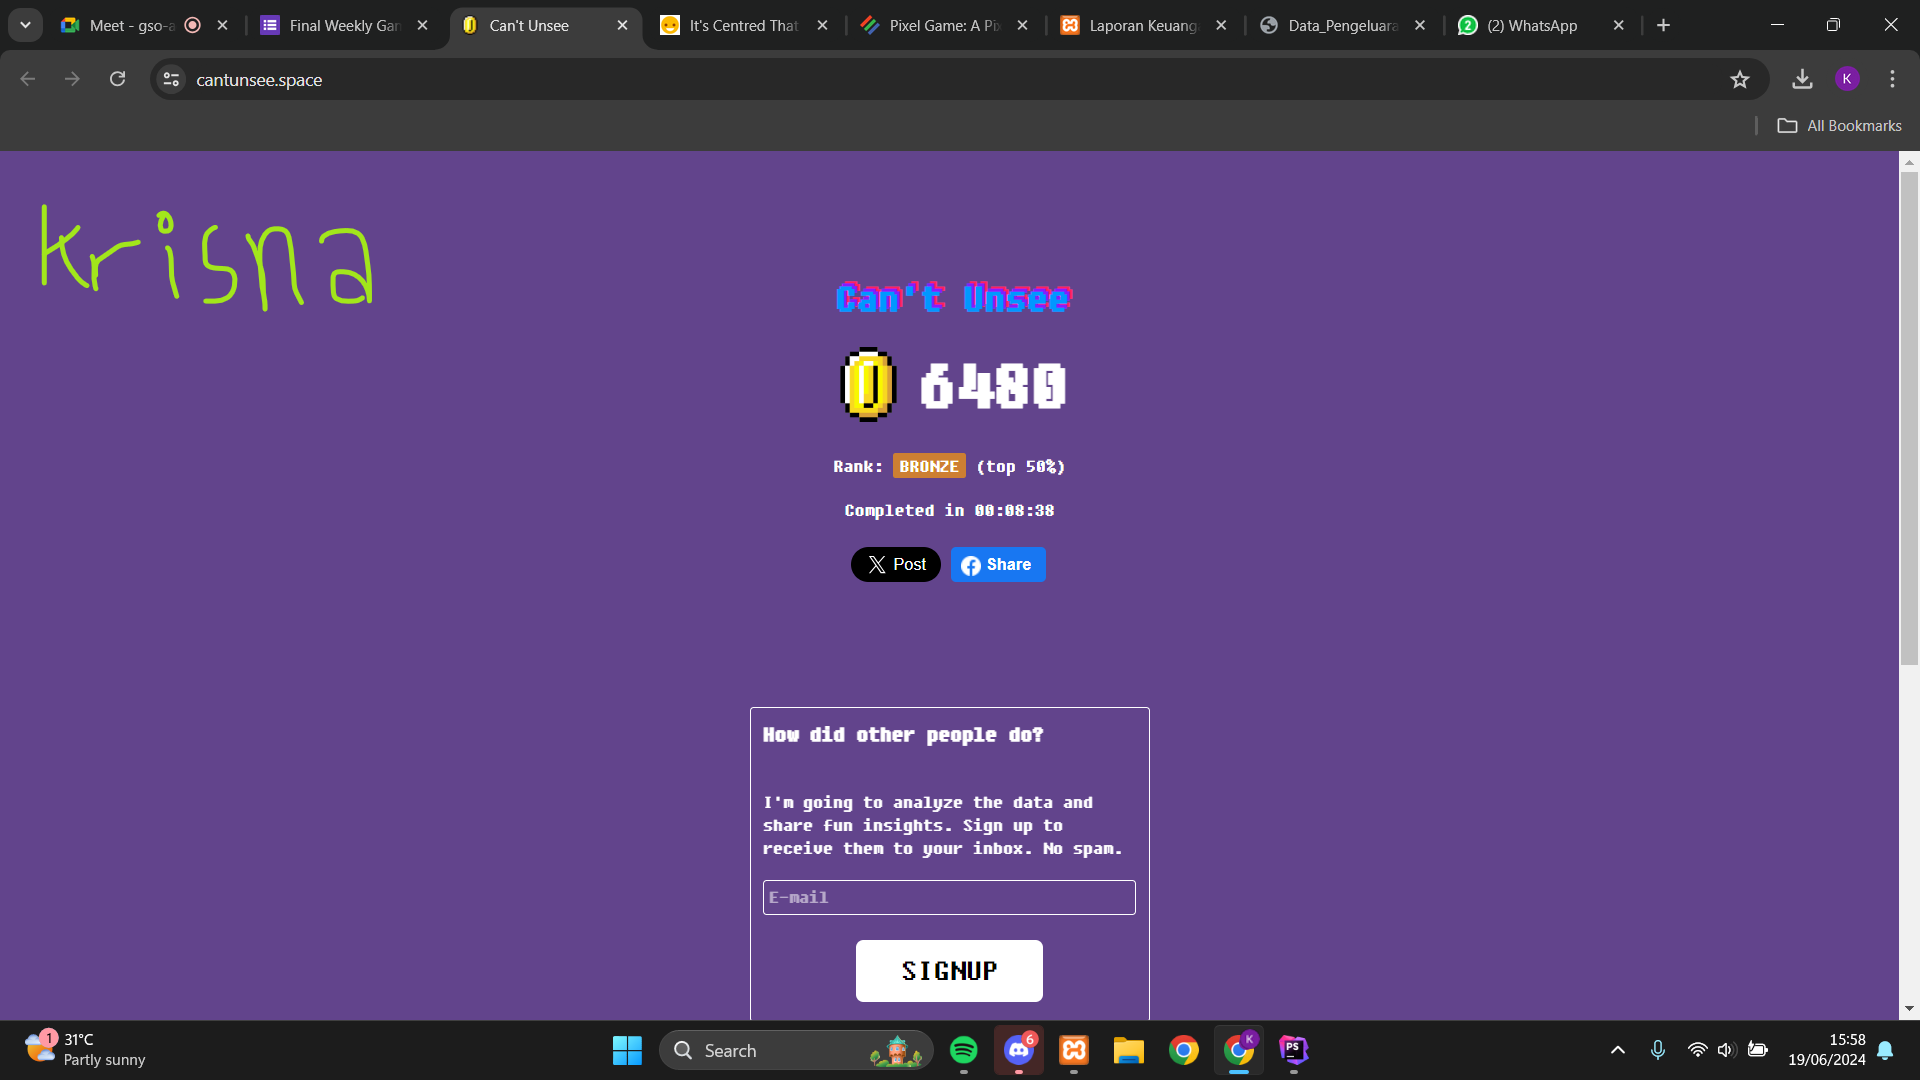 Meet - gso-a
Final Weekly Gan
Can't Unsee
It's Centred That
Pixel Game: A Pi
Laporan Keuang
Data_Pengeluara
(2) WhatsApp
cantunsee.space
K
All Bookmarks
krisna
Can't Unsee
6480
Rank: BRONZE (top 50%)
Completed in 00:08:38
Post
Share
How did other people do?
I'm going to analyze the data and
share fun insights. Sign up to
receive them to your inbox. No spam.
E-mail
SIGNUP
1
31°C
Partly sunny
Search
6
K
PS
15:58
19/06/2024